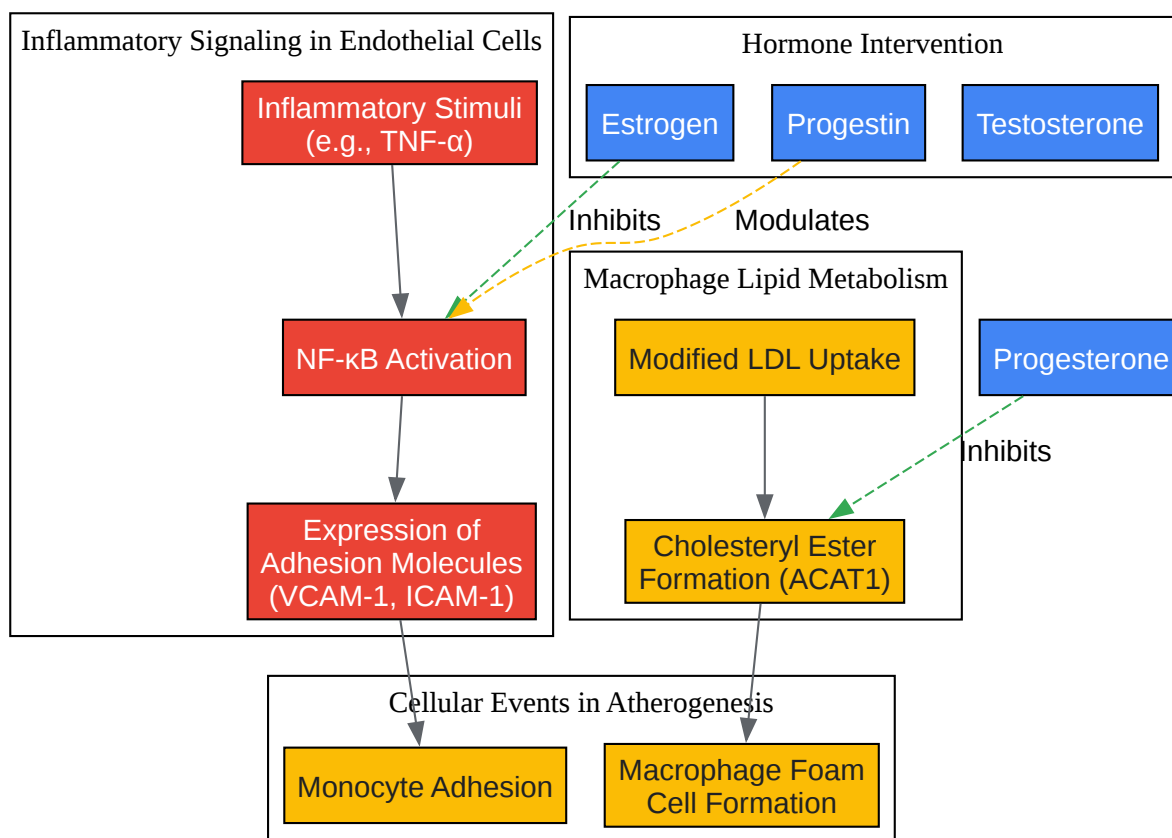 Inflammatory Signaling in Endothelial Cells
Inflammatory Stimuli
(e.g., TNF-α)
NF-κB Activation
Expression of
Adhesion Molecules
(VCAM-1, ICAM-1)
Hormone Intervention
Estrogen
Progestin
Testosterone
Inhibits
Modulates
Macrophage Lipid Metabolism
Modified LDL Uptake
Progesterone
Inhibits
Cholesteryl Ester
Formation (ACAT1)
Cellular Events in Atherogenesis
Monocyte Adhesion
Macrophage Foam
Cell Formation